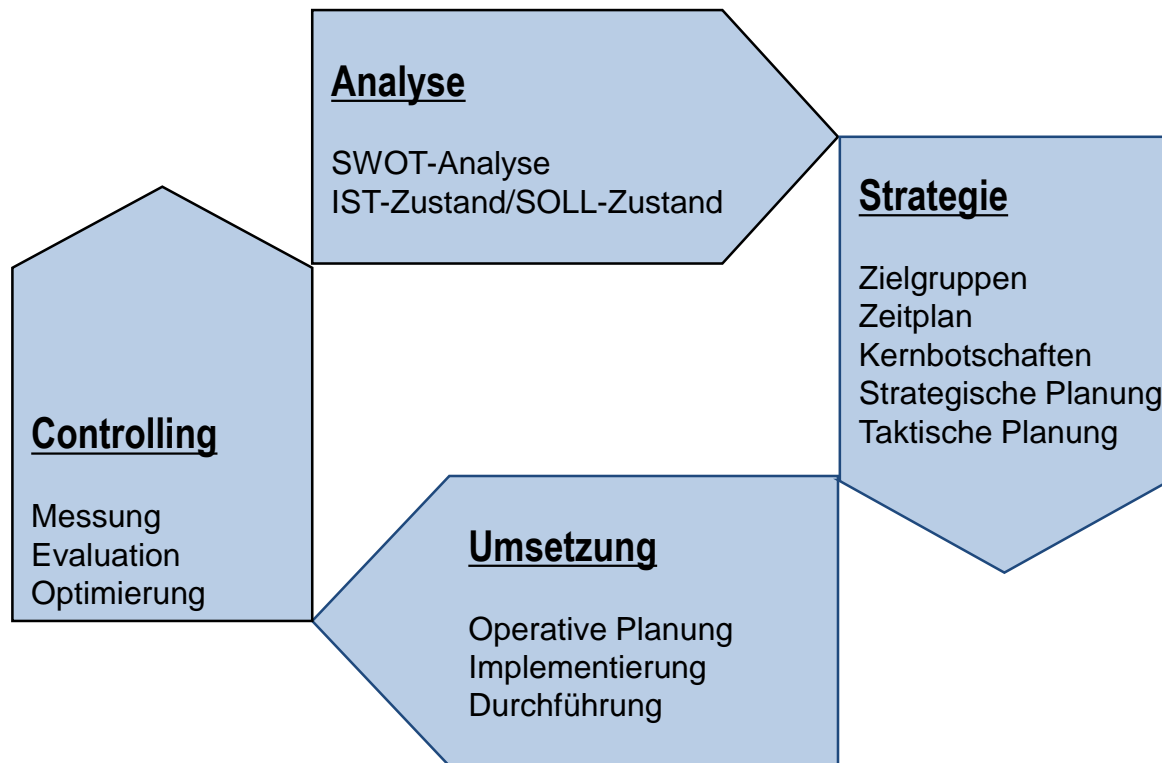 Analyse
SWOT-Analyse
IST-Zustand/SOLL-Zustand
Strategie
Zielgruppen
Zeitplan
Kernbotschaften
Strategische Planung
Taktische Planung
Umsetzung
Operative Planung
Implementierung
Durchführung
Controlling
Messung
Evaluation
Optimierung